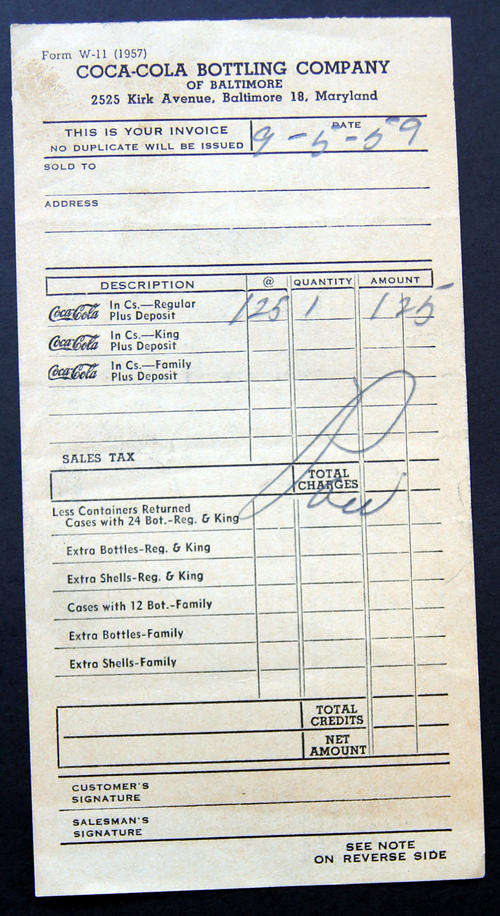 Form W-11 (1957)
COCA-COLA BOTTLING COMPANY
OF BALTIMORE
2525 Kirk Avenue, Baltimore 18, Maryland
THIS IS YOUR INVOICE
NO DUPLICATE WILL BE ISSUED
DATE
9-5-59
SOLD TO
ADDRESS
DESCRIPTION @ QUANTITY AMOUNT
Coca-Cola In Cs.—Regular 125 1 1 25
Plus Deposit
Coca-Cola In Cs.—King
Plus Deposit
Coca-Cola In Cs.—Family
Plus Deposit
SALES TAX
TOTAL
CHARGES
Less Containers Returned
Cases with 24 Bot.-Reg. & King
Extra Bottles-Reg. & King
Extra Shells-Reg. & King
Cases with 12 Bot.-Family
Extra Bottles-Family
Extra Shells-Family
TOTAL
CREDITS
NET
AMOUNT
CUSTOMER'S
SIGNATURE
SALESMAN'S
SIGNATURE
SEE NOTE
ON REVERSE SIDE